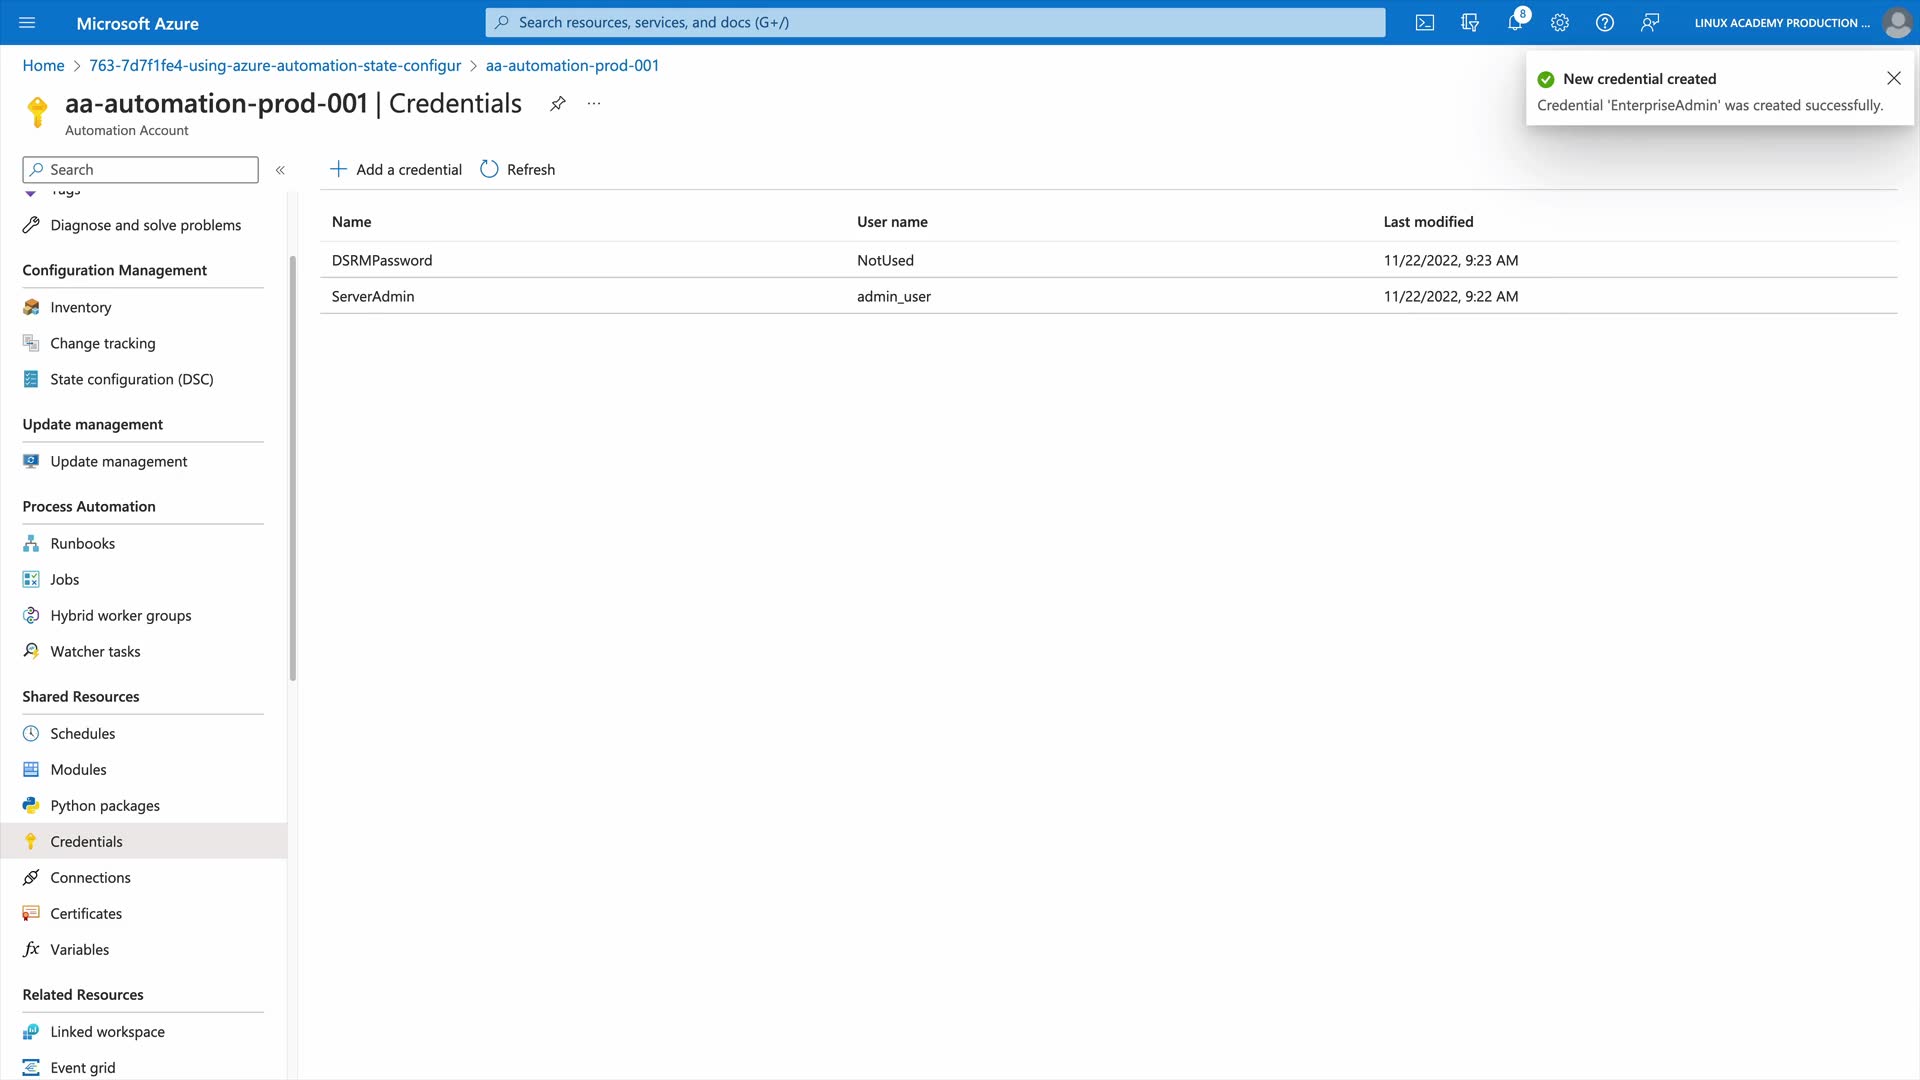 Microsoft Azure
Search resources, services, and docs (G+/)
8
LINUX ACADEMY PRODUCTION ...
Home > 763-7d7f1fe4-using-azure-automation-state-configur > aa-automation-prod-001
New credential created
Credential 'EnterpriseAdmin' was created successfully.
aa-automation-prod-001 | Credentials
...
Automation Account
Search
«
Add a credential
Refresh
Tags
Diagnose and solve problems
Configuration Management
Inventory
Change tracking
State configuration (DSC)
Update management
Update management
Process Automation
Runbooks
Jobs
Hybrid worker groups
Watcher tasks
Shared Resources
Schedules
Modules
Python packages
Credentials
Connections
Certificates
Variables
Related Resources
Linked workspace
Event grid
Name User name Last modified
DSRMPassword NotUsed 11/22/2022, 9:23 AM
ServerAdmin admin_user 11/22/2022, 9:22 AM